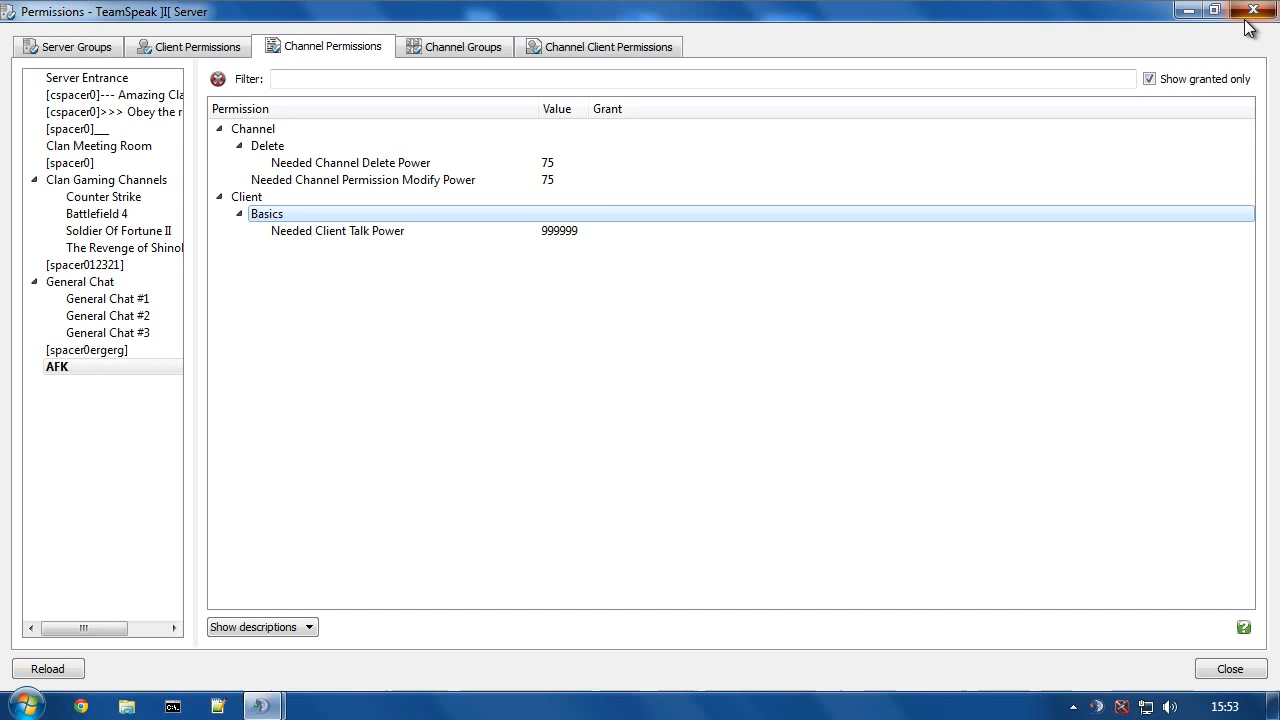 Permissions - TeamSpeak ]I[ Server
Server Groups
Client Permissions
Channel Permissions
Channel Groups
Channel Client Permissions
Server Entrance
[cspacer0]--- Amazing Cla
[cspacer0]>>> Obey the r
[spacer0]___
Clan Meeting Room
[spacer0]
Clan Gaming Channels
Counter Strike
Battlefield 4
Soldier Of Fortune II
The Revenge of Shinol
[spacer012321]
General Chat
General Chat #1
General Chat #2
General Chat #3
[spacer0ergerg]
AFK
Filter:
Show granted only
Permission Value Grant
Channel
Delete
Needed Channel Delete Power 75
Needed Channel Permission Modify Power 75
Client
Basics
Needed Client Talk Power 999999
Show descriptions
Reload
Close
15:53